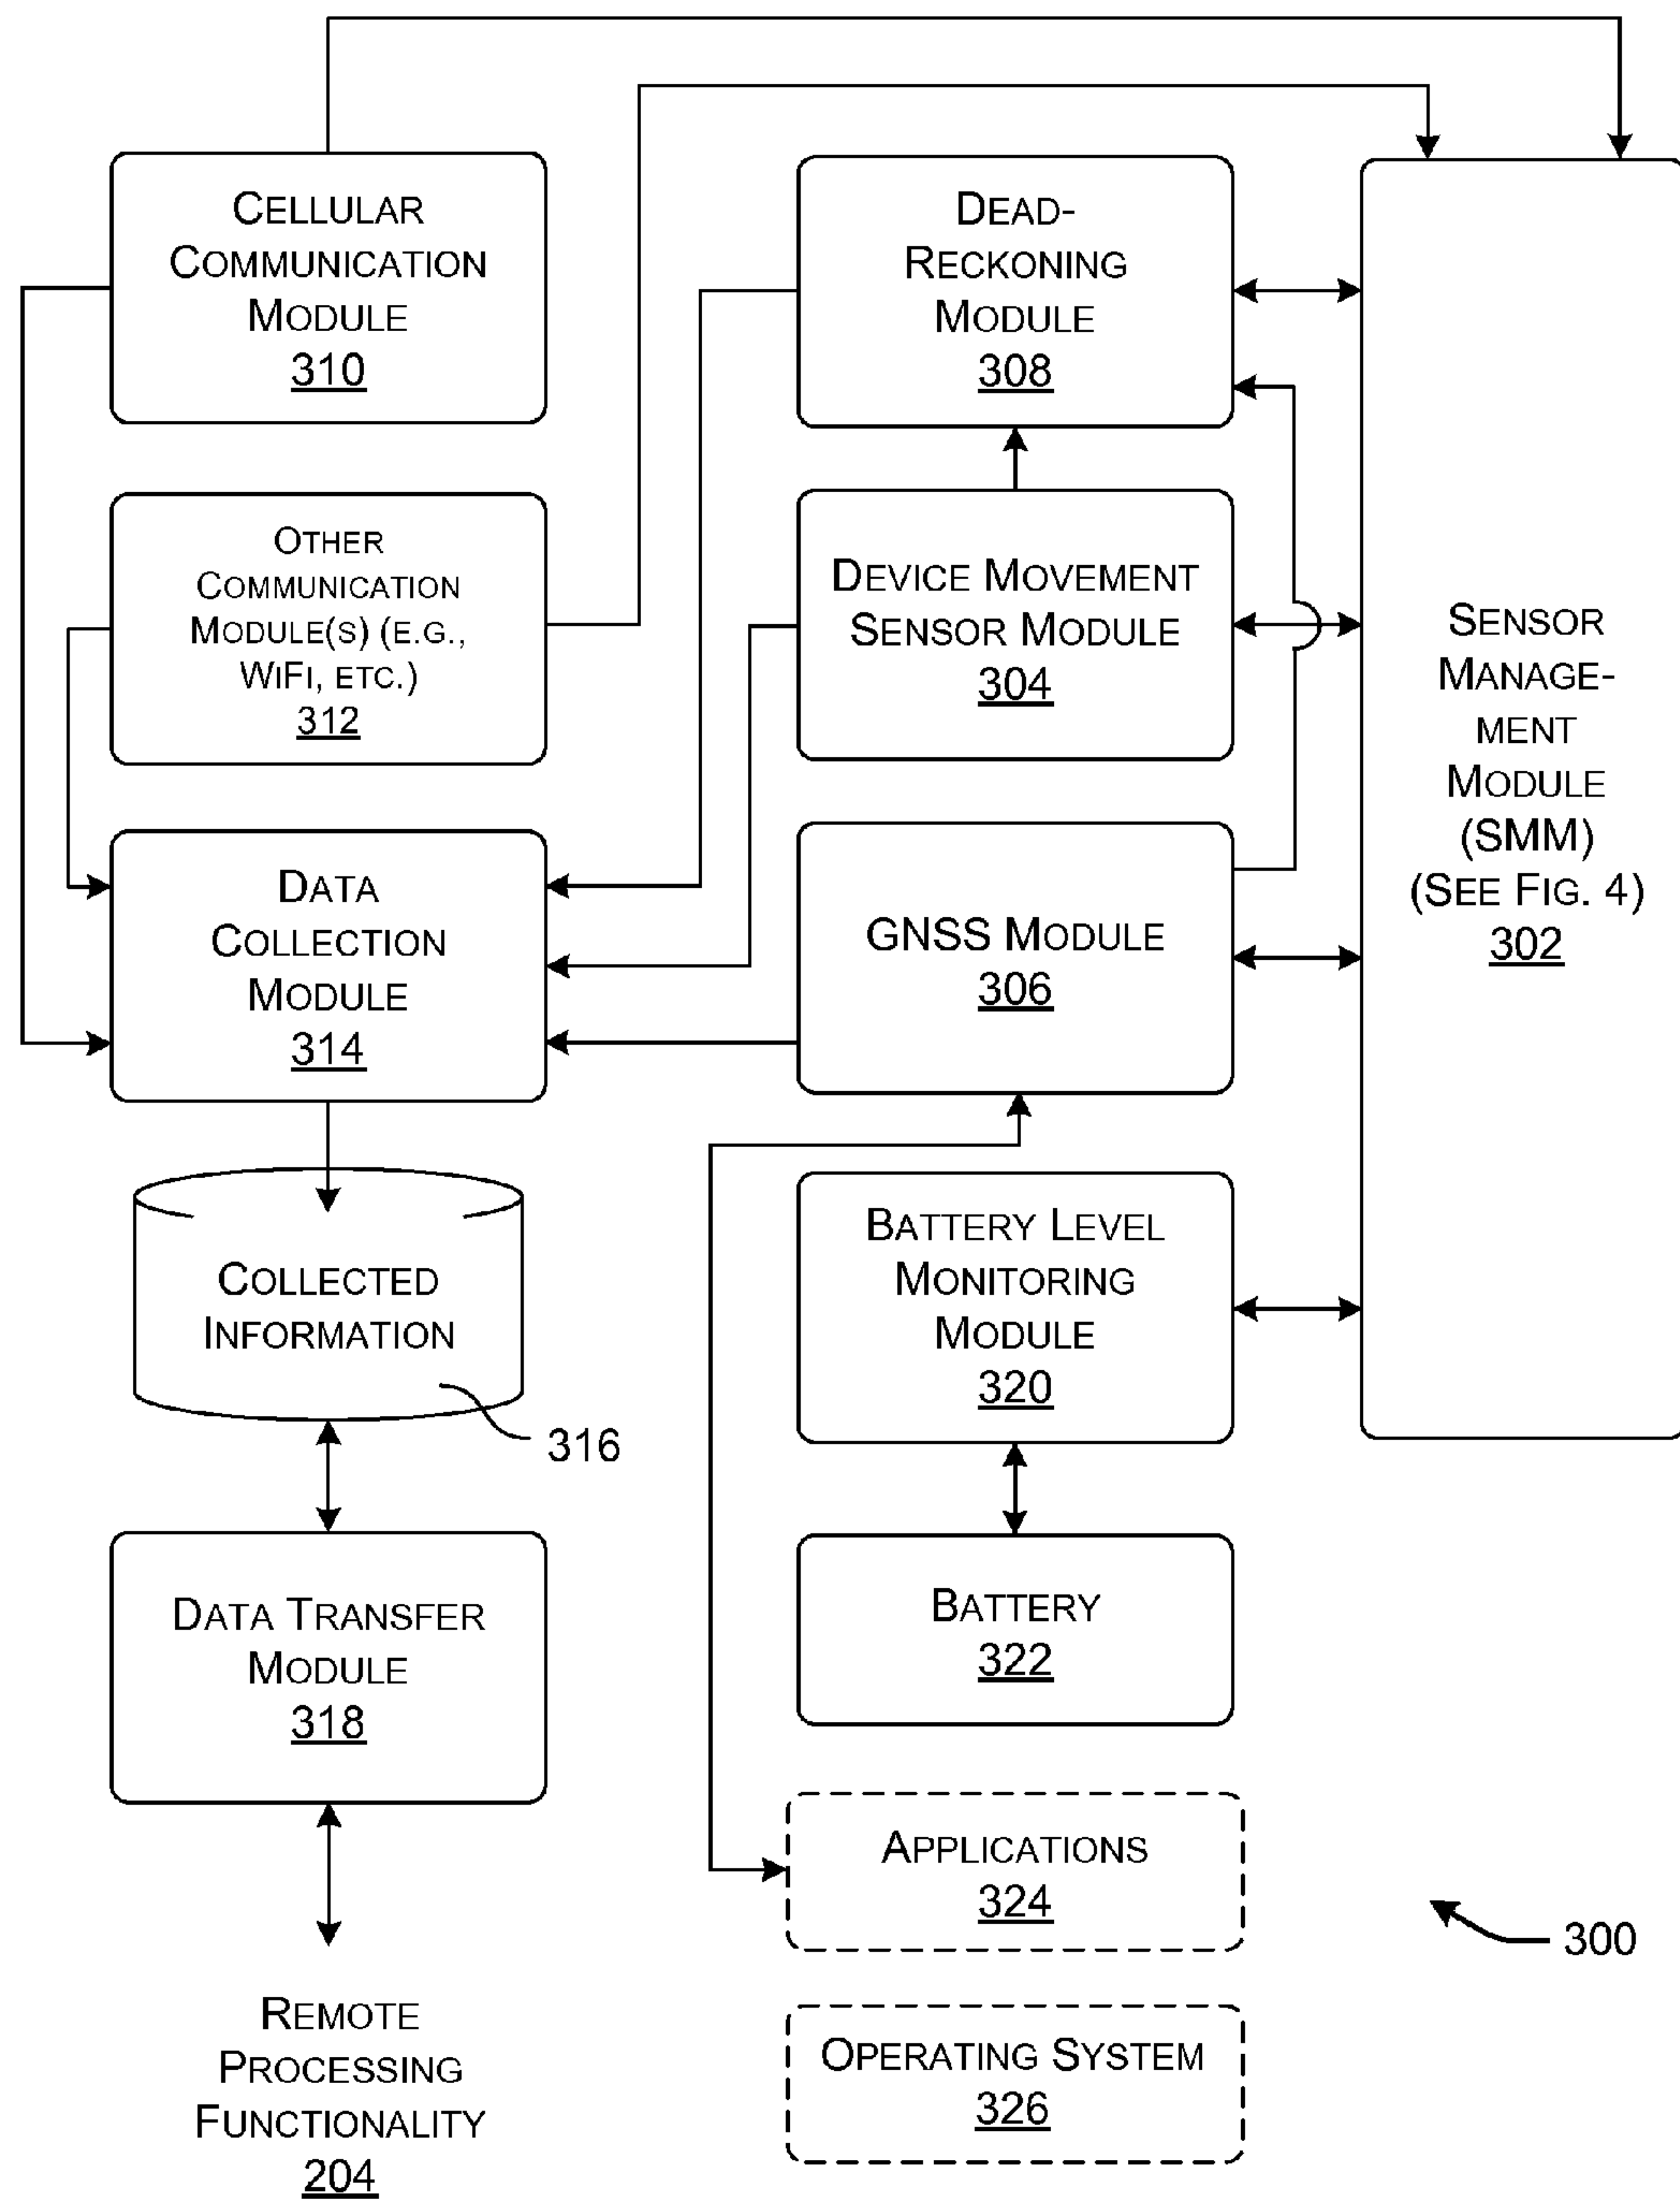 CELLULAR
COMMUNICATION
MODULE
310
OTHER
COMMUNICATION
MODULE(S) (E.G.,
WIFI, ETC.)
312
DATA
COLLECTION
MODULE
314
COLLECTED
INFORMATION
316
DATA TRANSFER
MODULE
318
REMOTE
PROCESSING
FUNCTIONALITY
204
DEAD-
RECKONING
MODULE
308
DEVICE MOVEMENT
SENSOR MODULE
304
GNSS MODULE
306
BATTERY LEVEL
MONITORING
MODULE
320
BATTERY
322
APPLICATIONS
324
OPERATING SYSTEM
326
SENSOR
MANAGE-
MENT
MODULE
(SMM)
(SEE FIG. 4)
302
300